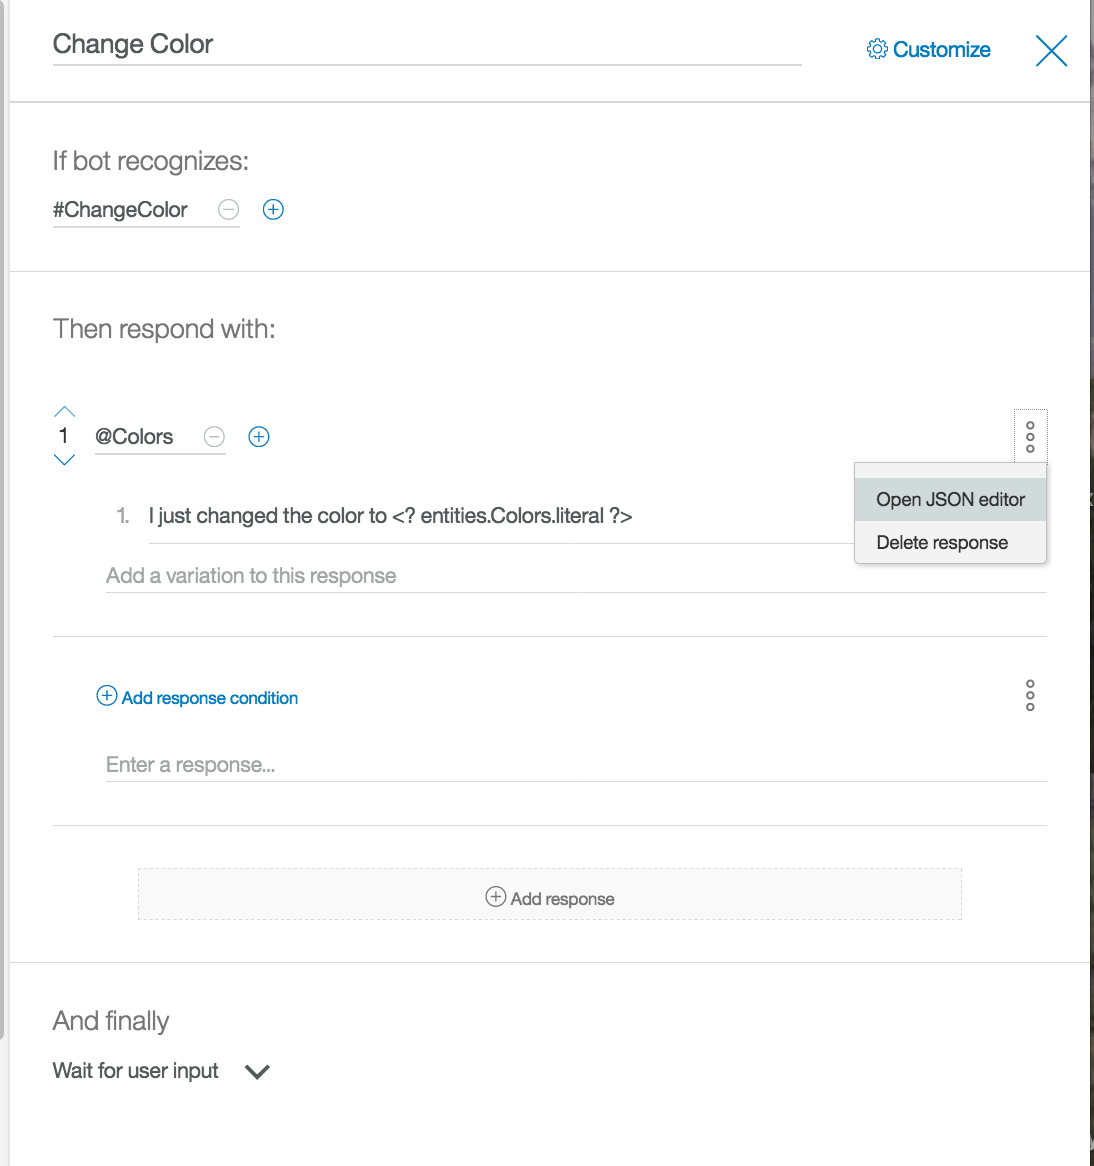 Change Color
Customize
If bot recognizes:
#ChangeColor
Then respond with:
1 @Colors
Open JSON editor
1. I just changed the color to <? entities.Colors.literal ?>
Delete response
Add a variation to this response
Add response condition
Enter a response...
Add response
And finally
Wait for user input